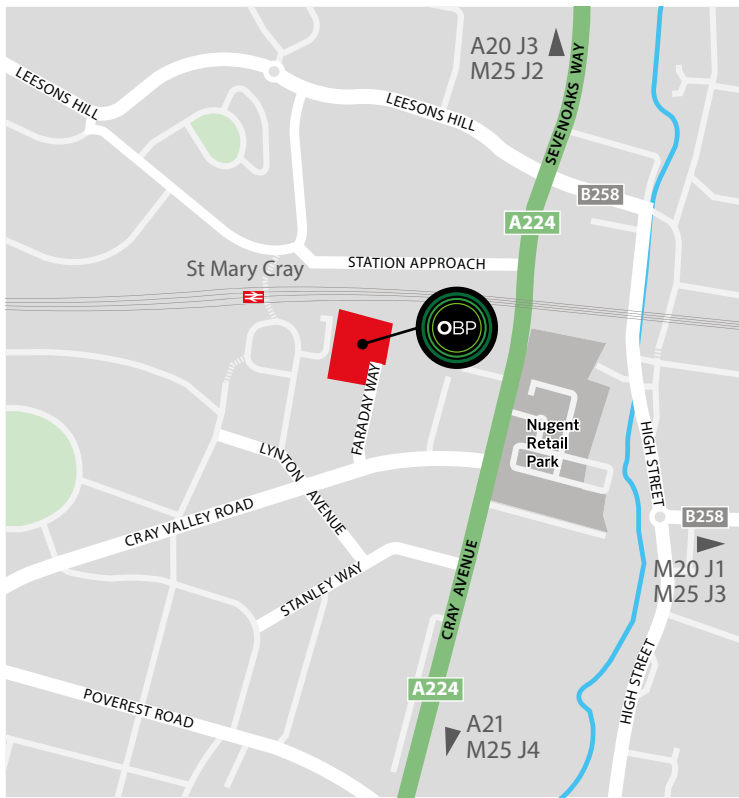 A20 J3
M25 J2
LEESONS HILL
LEESONS HILL
SEVENOAKS WAY
B258
A224
STATION APPROACH
St Mary Cray
OBP
FARADAY WAY
Nugent
Retail
Park
HIGH STREET
LYNTON AVENUE
CRAY VALLEY ROAD
B258
M20 J1
M25 J3
STANLEY WAY
CRAY AVENUE
HIGH STREET
A224
POVEREST ROAD
A21
M25 J4